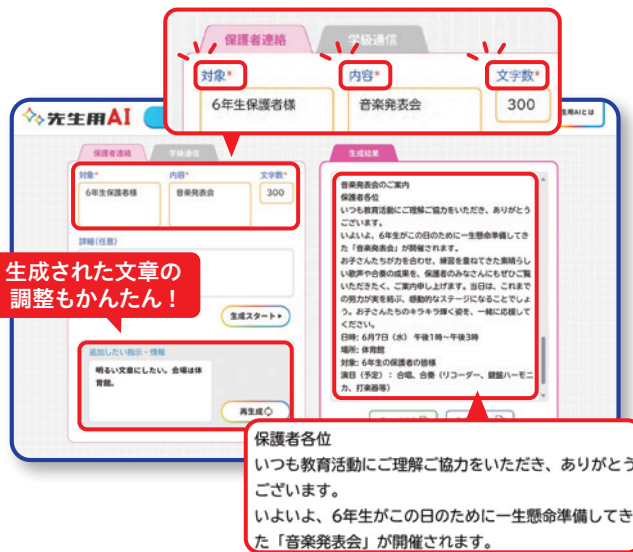 保護者連絡
学級通信
対象*
内容*
文字数*
6年生保護者様
音楽発表会
300
先生用AI
生用AIとは
保護者連絡
学級通信
対象*
内容*
文字数*
6年生保護者様
音楽発表会
300
詳細(任意)
生成された文章の
調整もかんたん！
生成スタート▶
追加したい指示・情報
明るい文章にしたい。会場は体
育館。
再生成
生成結果
音楽発表会のご案内
保護者各位
いつも教育活動にご理解ご協力をいただき、ありがとう
ございます。
いよいよ、6年生がこの日のために一生懸命準備してき
た「音楽発表会」が開催されます。
お子さんたちが力を合わせ、練習を重ねてきた素晴らし
い歌声や合奏の成果を、保護者のみなさんにもぜひご覧
いただきたく、ご案内申し上げます。当日は、これまで
の努力が実を結ぶ、感動的なステージになることでしょ
う。お子さんたちのキラキラ輝く姿を、一緒に応援して
ください。
日時: 6月7日（水） 午後1時～午後3時
場所: 体育館
対象: 6年生の保護者の皆様
演目（予定）：合唱、合奏（リコーダー、鍵盤ハーモニ
カ、打楽器等）
保護者各位
いつも教育活動にご理解ご協力をいただき、ありがとう
ございます。
いよいよ、6年生がこの日のために一生懸命準備してき
た「音楽発表会」が開催されます。